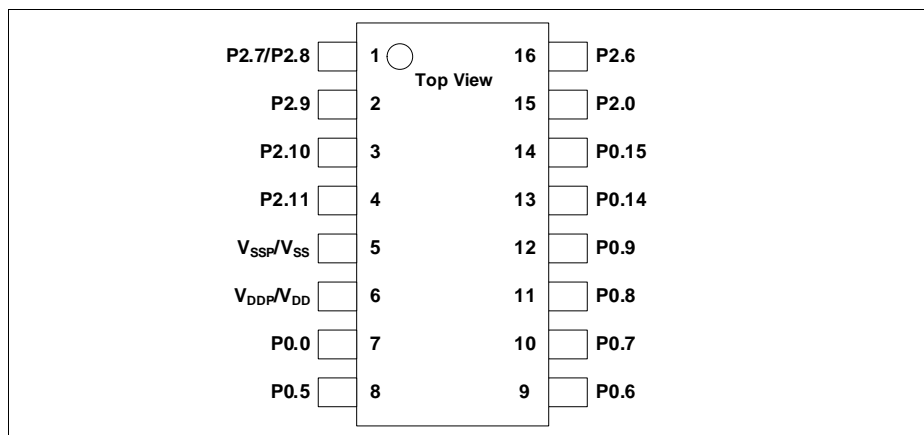 P2.7/P2.8 1 16 P2.6
Top View
P2.9 2 15 P2.0
P2.10 3 14 P0.15
P2.11 4 13 P0.14
VSSP/VSS 5 12 P0.9
VDDP/VDD 6 11 P0.8
P0.0 7 10 P0.7
P0.5 8 9 P0.6